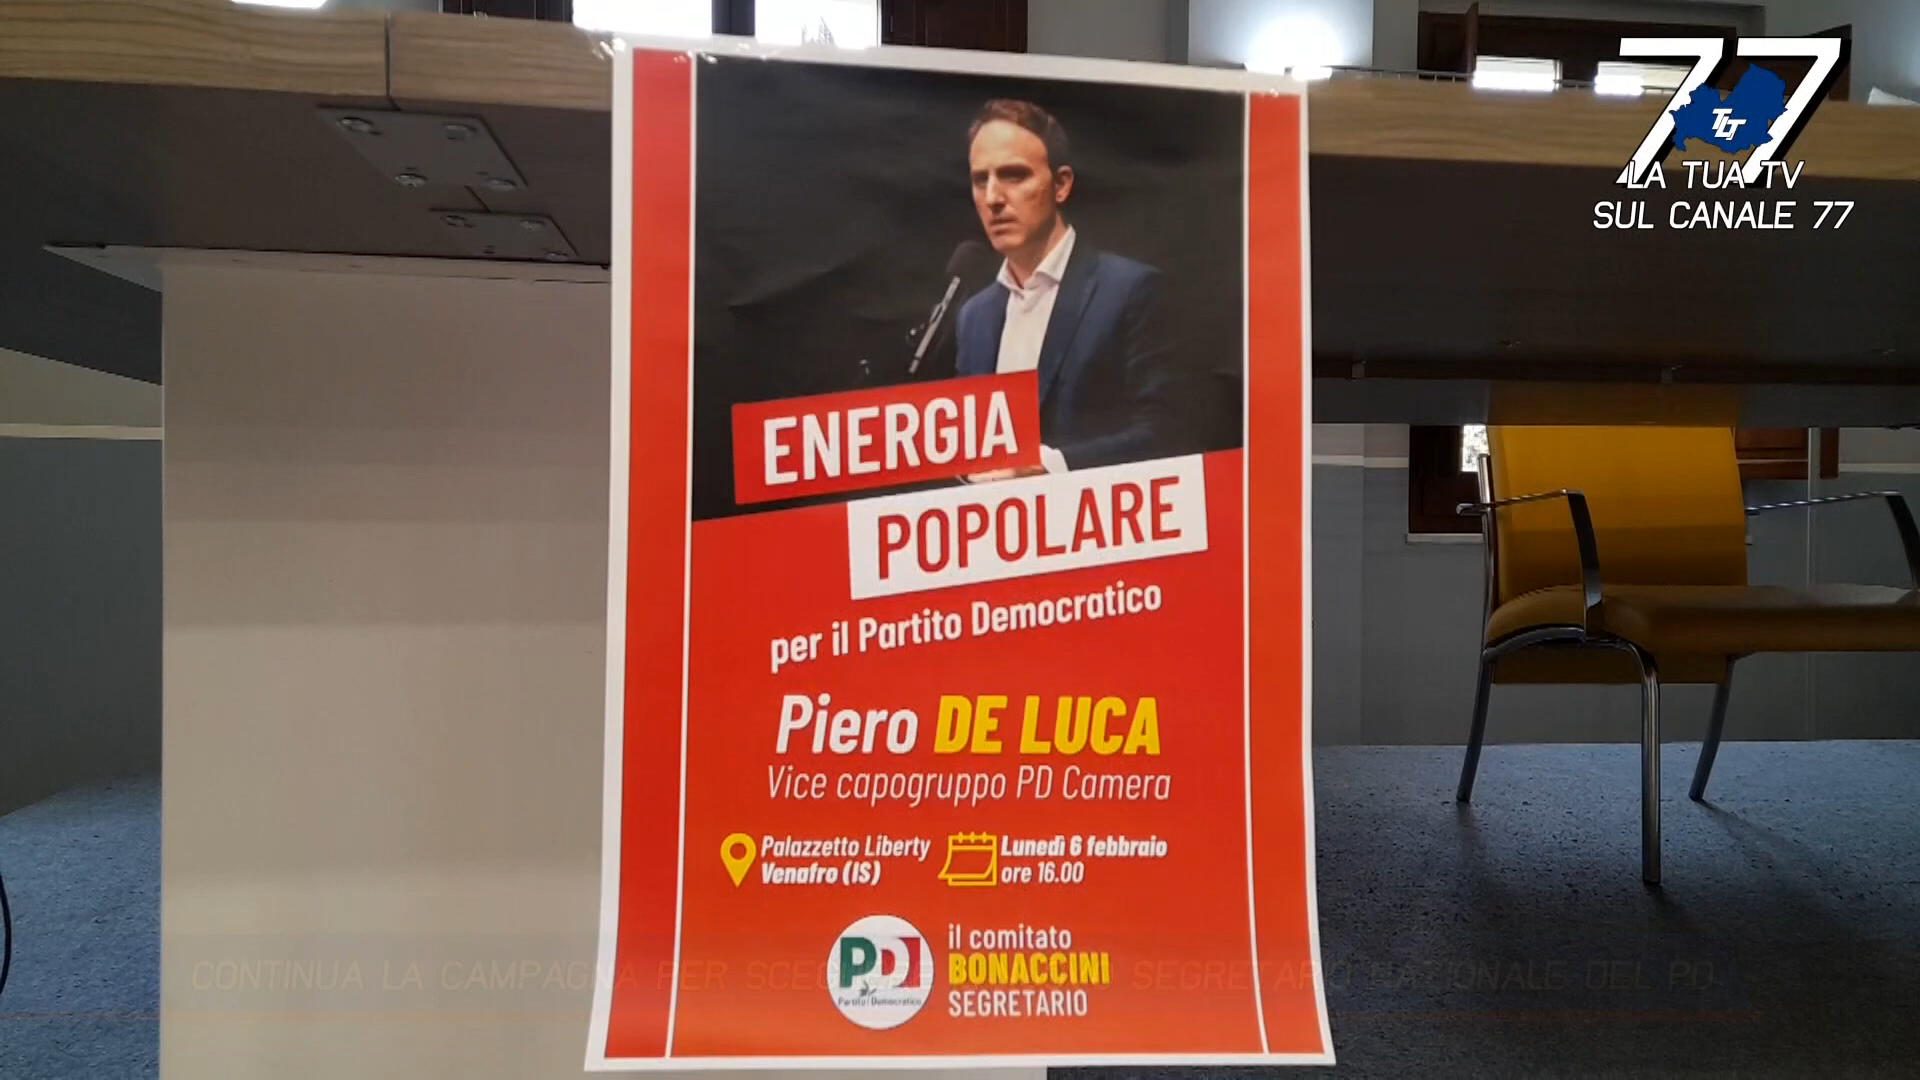 77
TLT
LA TUA TV
SUL CANALE 77
ENERGIA
POPOLARE
per il Partito Democratico
Piero DE LUCA
Vice capogruppo PD Camera
Palazzetto Liberty
Venafro (IS)
Lunedì 6 febbraio
ore 16.00
PD
Partito Democratico
il comitato
BONACCINI
SEGRETARIO
CONTINUA LA CAMPAGNA PER SEGRETARIO NAZIONALE DEL PD